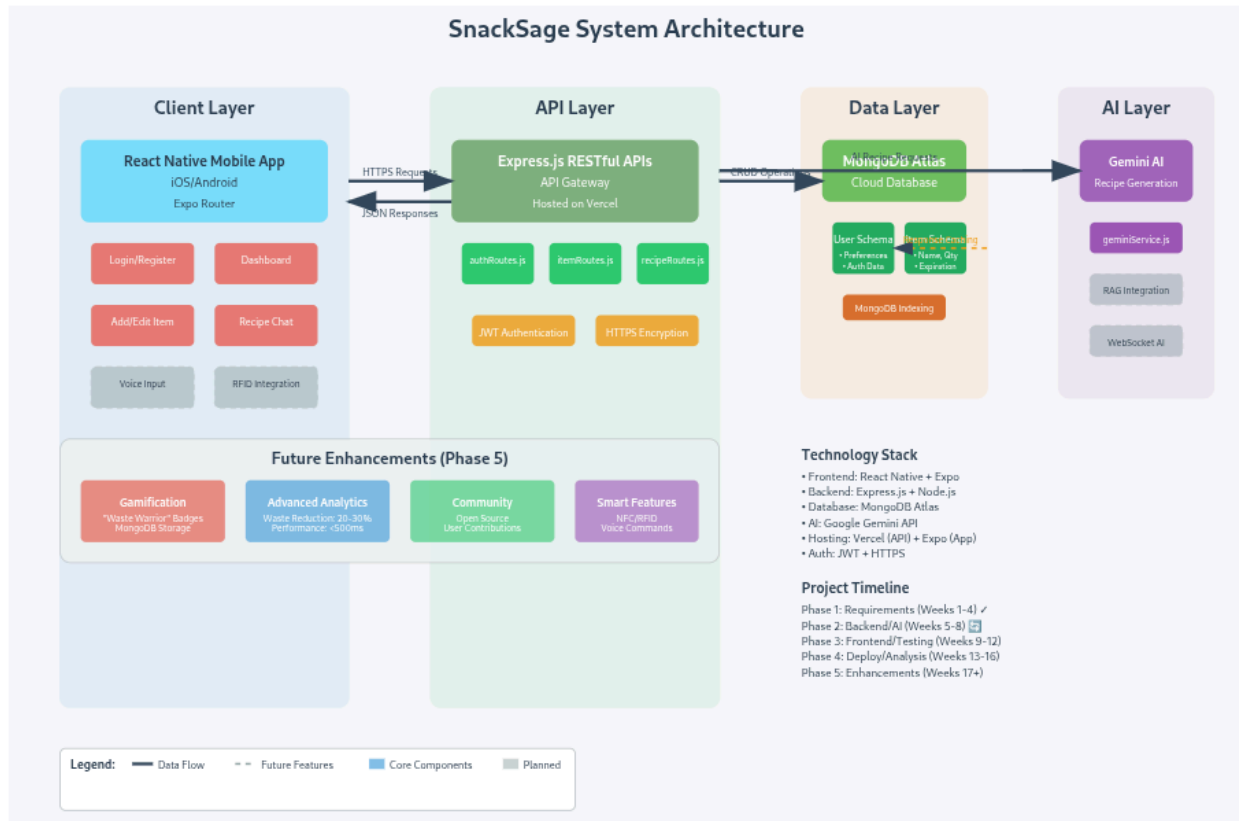 SnackSage System Architecture
Client Layer
React Native Mobile App
iOS/Android
Expo Router
Login/Register
Dashboard
Add/Edit Item
Recipe Chat
Voice Input
RFID Integration
HTTPS Requests
JSON Responses
API Layer
Express.js RESTful APIs
API Gateway
Hosted on Vercel
authRoutes.js
itemRoutes.js
recipeRoutes.js
JWT Authentication
HTTPS Encryption
CRUD Operations
AI Recipe Requests
Data Layer
MongoDB Atlas
Cloud Database
User Schema
• Preferences
• Auth Data
Item Schema
• Name, Qty
• Expiration
MongoDB Indexing
AI Layer
Gemini AI
Recipe Generation
geminiService.js
RAG Integration
WebSocket AI
Future Enhancements (Phase 5)
Gamification
"Waste Warrior" Badges
MongoDB Storage
Advanced Analytics
Waste Reduction: 20-30%
Performance: <500ms
Community
Open Source
User Contributions
Smart Features
NFC/RFID
Voice Commands
Technology Stack
• Frontend: React Native + Expo
• Backend: Express.js + Node.js
• Database: MongoDB Atlas
• AI: Google Gemini API
• Hosting: Vercel (API) + Expo (App)
• Auth: JWT + HTTPS
Project Timeline
Phase 1: Requirements (Weeks 1-4) ✓
Phase 2: Backend/AI (Weeks 5-8) 🔄
Phase 3: Frontend/Testing (Weeks 9-12)
Phase 4: Deploy/Analysis (Weeks 13-16)
Phase 5: Enhancements (Weeks 17+)
Legend:
Data Flow
Future Features
Core Components
Planned